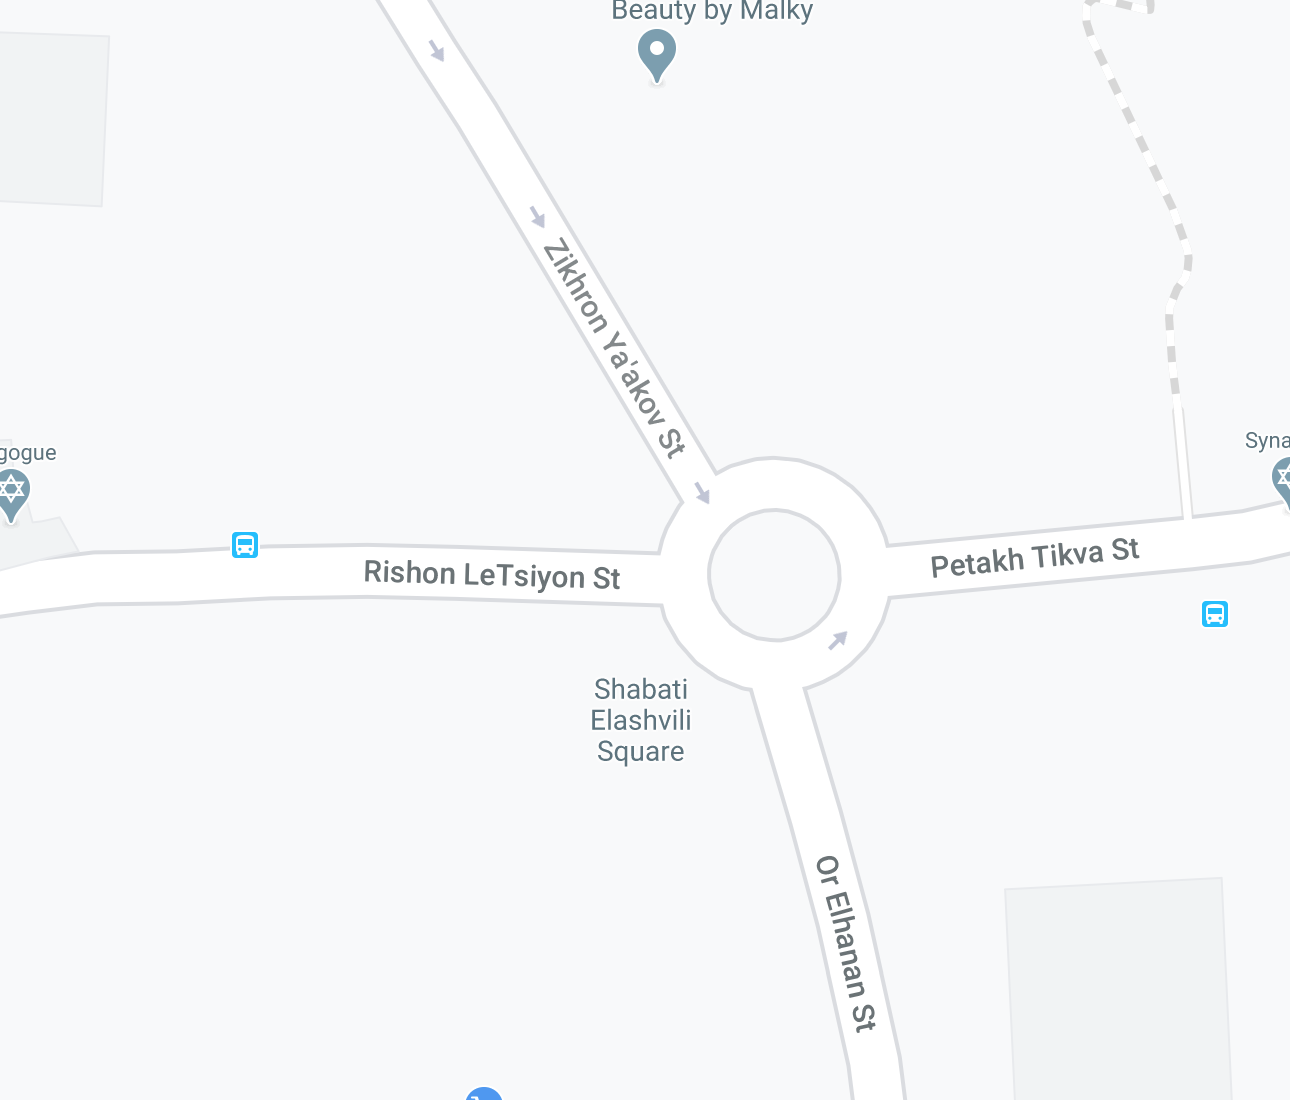 Beauty by Malky
Zikhron Ya'akov St
gogue
Syna
Rishon LeTsiyon St
Petakh Tikva St
Shabati
Elashvili
Square
Or Elhanan St